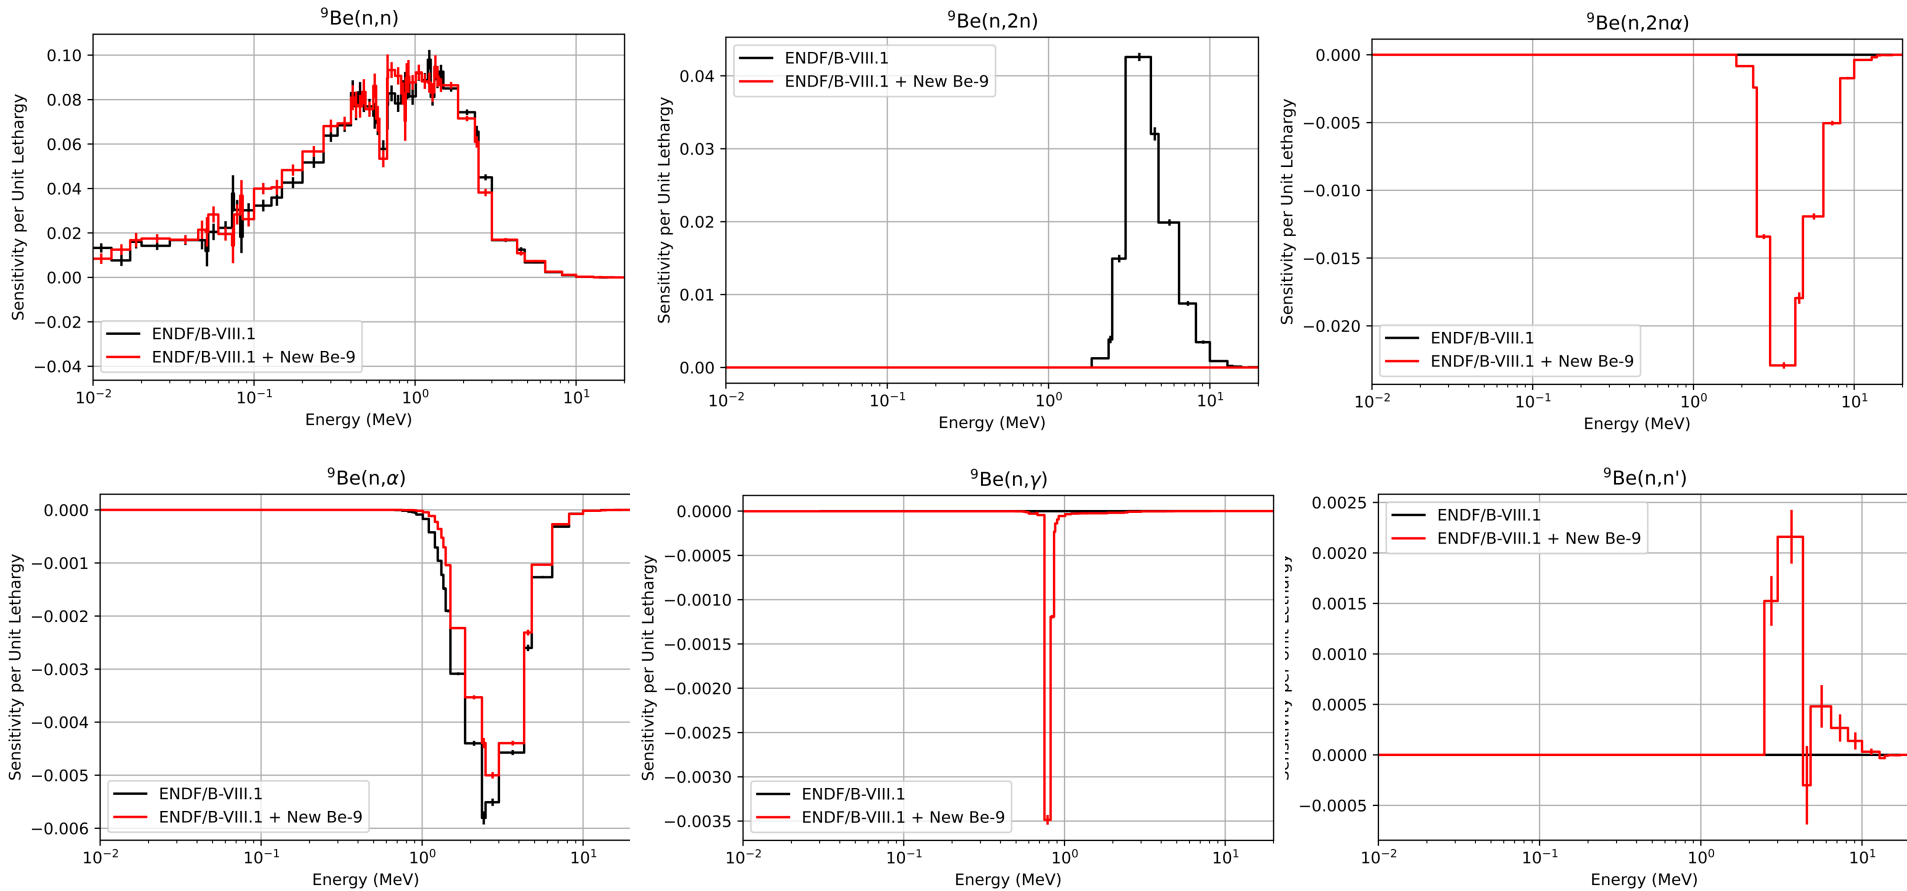 ⁹Be(n,n)
Sensitivity per Unit Lethargy
0.10
0.08
0.06
0.04
0.02
0.00
−0.02
−0.04
ENDF/B-VIII.1
ENDF/B-VIII.1 + New Be-9
10⁻² 10⁻¹ 10⁰ 10¹
Energy (MeV)
⁹Be(n,2n)
Sensitivity per Unit Lethargy
0.04
0.03
0.02
0.01
0.00
ENDF/B-VIII.1
ENDF/B-VIII.1 + New Be-9
10⁻² 10⁻¹ 10⁰ 10¹
Energy (MeV)
⁹Be(n,2nα)
Sensitivity per Unit Lethargy
0.000
−0.005
−0.010
−0.015
−0.020
ENDF/B-VIII.1
ENDF/B-VIII.1 + New Be-9
10⁻² 10⁻¹ 10⁰ 10¹
Energy (MeV)
⁹Be(n,α)
Sensitivity per Unit Lethargy
0.000
−0.001
−0.002
−0.003
−0.004
−0.005
−0.006
ENDF/B-VIII.1
ENDF/B-VIII.1 + New Be-9
10⁻² 10⁻¹ 10⁰ 10¹
Energy (MeV)
⁹Be(n,γ)
Sensitivity per Unit Lethargy
0.0000
−0.0005
−0.0010
−0.0015
−0.0020
−0.0025
−0.0030
−0.0035
ENDF/B-VIII.1
ENDF/B-VIII.1 + New Be-9
10⁻² 10⁻¹ 10⁰ 10¹
Energy (MeV)
⁹Be(n,n')
Sensitivity per Unit Lethargy
0.0025
0.0020
0.0015
0.0010
0.0005
0.0000
−0.0005
ENDF/B-VIII.1
ENDF/B-VIII.1 + New Be-9
10⁻² 10⁻¹ 10⁰ 10¹
Energy (MeV)